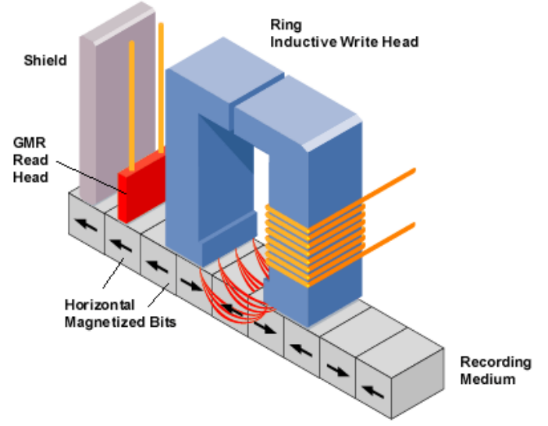 Ring
Inductive Write Head
Shield
GMR
Read
Head
Horizontal
Magnetized Bits
Recording
Medium